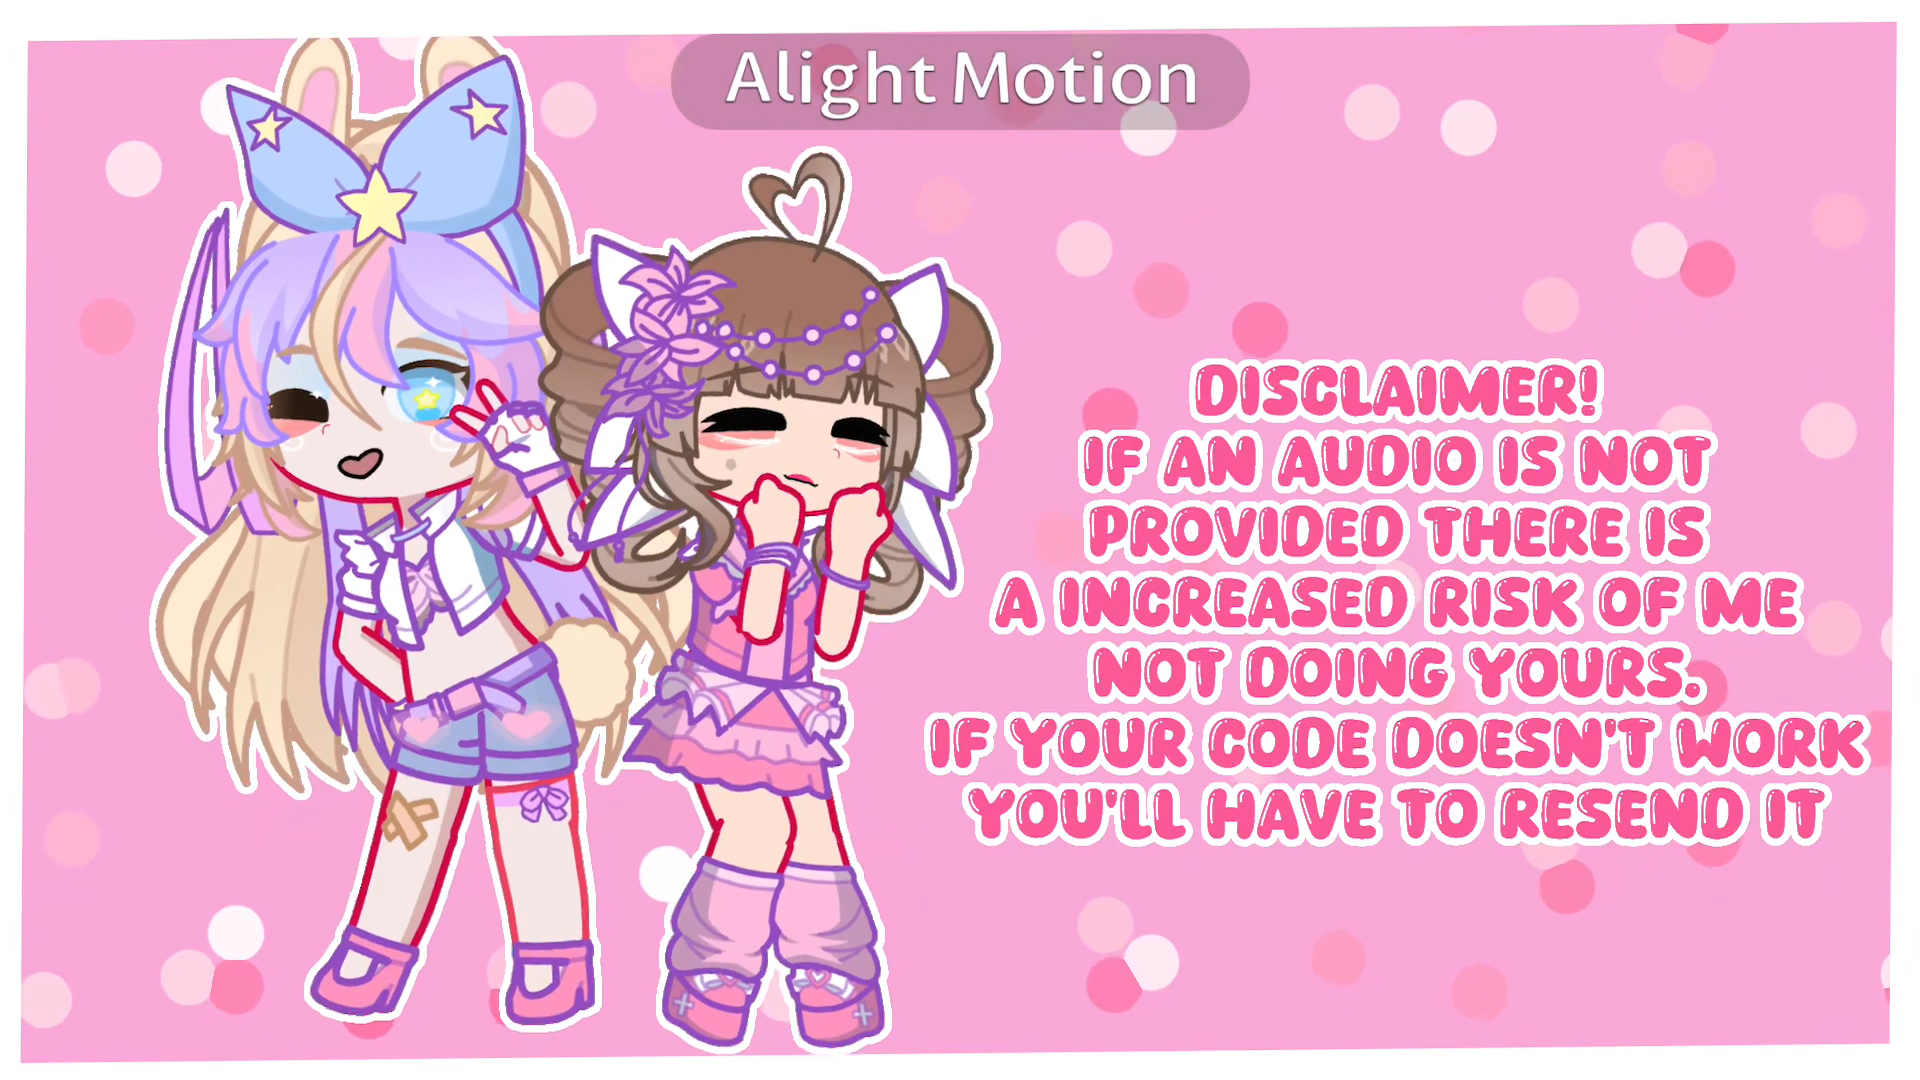 Alight Motion
DISCLAIMER!
IF AN AUDIO IS NOT
PROVIDED THERE IS
A INCREASED RISK OF ME
NOT DOING YOURS.
IF YOUR CODE DOESN'T WORK
YOU'LL HAVE TO RESEND IT